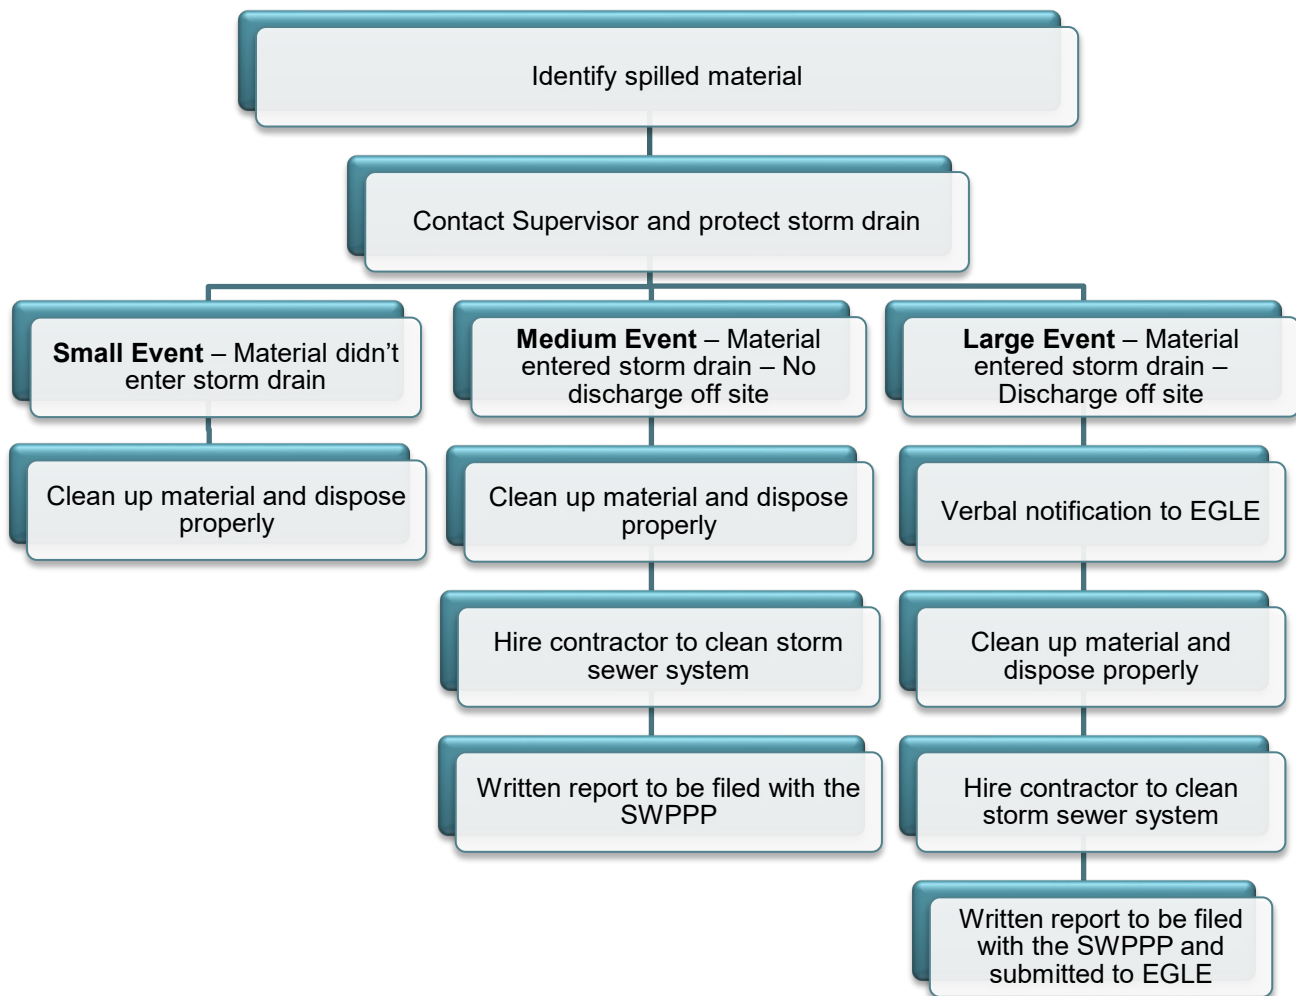 Identify spilled material
Contact Supervisor and protect storm drain
Small Event – Material didn’t
enter storm drain
Clean up material and dispose
properly
Medium Event – Material
entered storm drain – No
discharge off site
Clean up material and dispose
properly
Hire contractor to clean storm
sewer system
Written report to be filed with the
SWPPP
Large Event – Material
entered storm drain –
Discharge off site
Verbal notification to EGLE
Clean up material and
dispose properly
Hire contractor to clean
storm sewer system
Written report to be filed
with the SWPPP and
submitted to EGLE